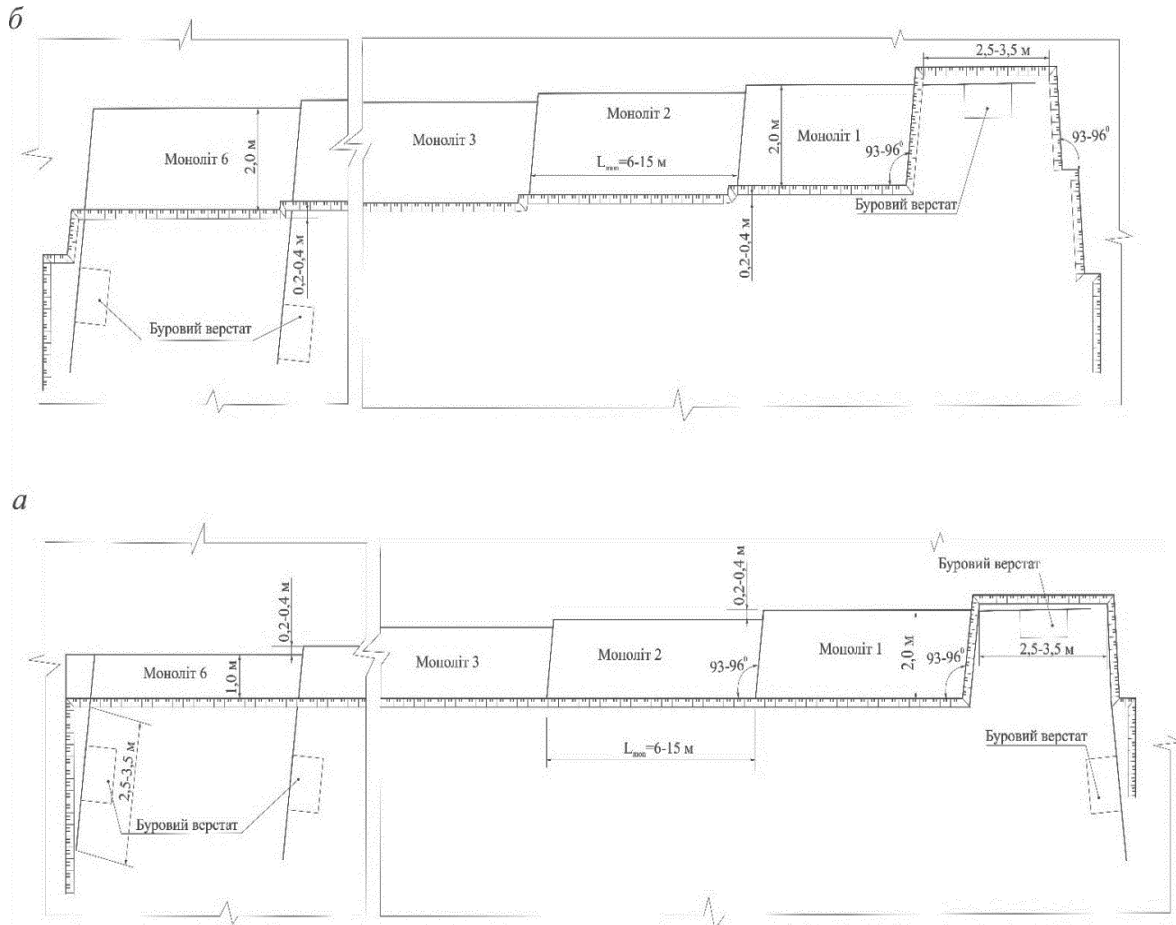 б
2,5-3,5 м
Моноліт 6
2,0 м
Моноліт 3
Моноліт 2
Lмон=6-15 м
2,0 м
Моноліт 1
93-96⁰
93-96⁰
Буровий верстат
0,2-0,4 м
0,2-0,4 м
Буровий верстат
а
0,2-0,4 м
0,2-0,4 м
Буровий верстат
Моноліт 6
1,0 м
Моноліт 3
Моноліт 2
93-96⁰
Моноліт 1
2,0 м
93-96⁰
2,5-3,5 м
2,5-3,5 м
Lмон=6-15 м
Буровий верстат
Буровий верстат